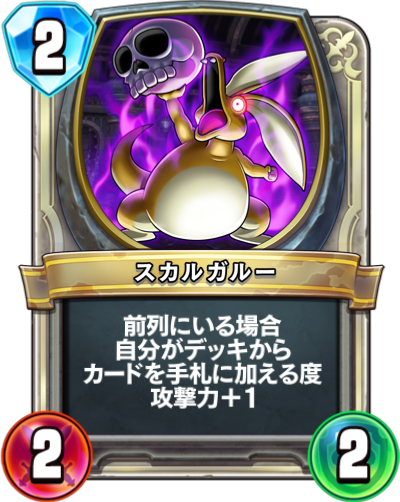 2
スカルガルー
前列にいる場合
自分がデッキから
カードを手札に加える度
攻撃力＋1
2
2